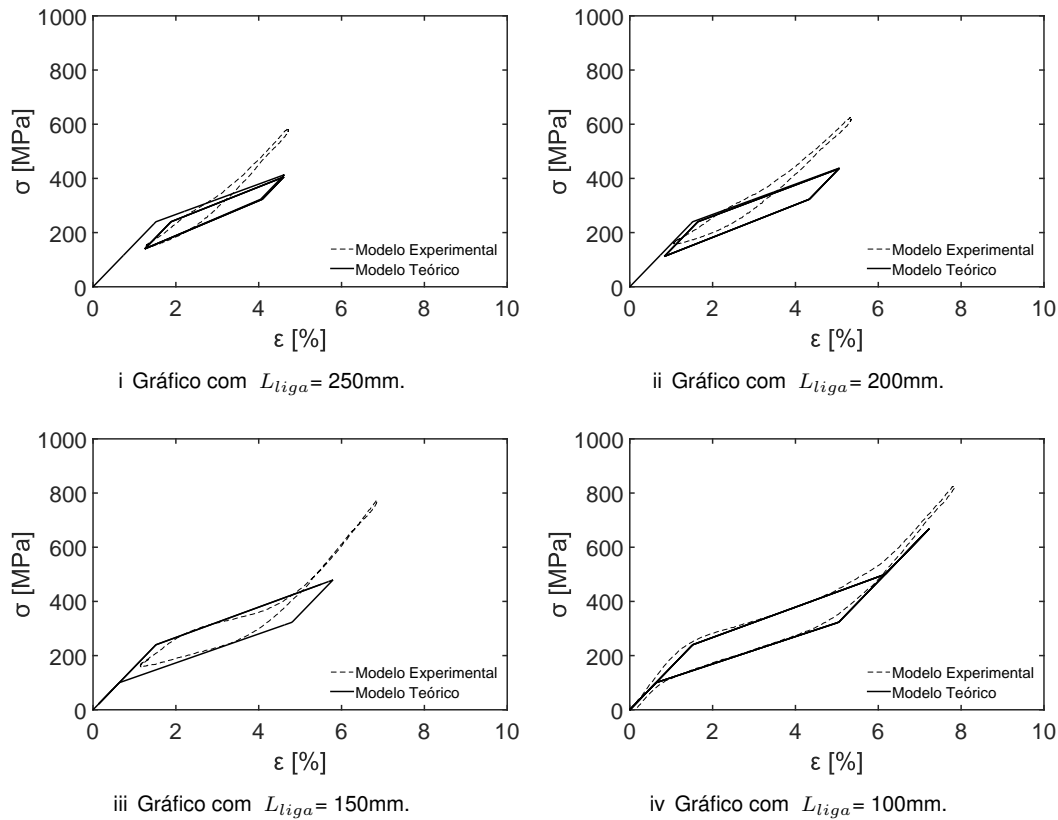 1000
800
600
400
200
0
σ [MPa]
0 2 4 6 8 10
ε [%]
Modelo Experimental
Modelo Teórico
i Gráfico com L_liga= 250mm.
1000
800
600
400
200
0
σ [MPa]
0 2 4 6 8 10
ε [%]
Modelo Experimental
Modelo Teórico
ii Gráfico com L_liga= 200mm.
1000
800
600
400
200
0
σ [MPa]
0 2 4 6 8 10
ε [%]
Modelo Experimental
Modelo Teórico
iii Gráfico com L_liga= 150mm.
1000
800
600
400
200
0
σ [MPa]
0 2 4 6 8 10
ε [%]
Modelo Experimental
Modelo Teórico
iv Gráfico com L_liga= 100mm.